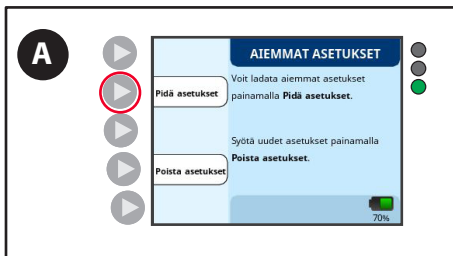 A
AIEMMAT ASETUKSET
Voit ladata aiemmat asetukset
Pidä asetukset
painamalla Pidä asetukset.
Syötä uudet asetukset painamalla
Poista asetukset.
Poista asetukset
70%